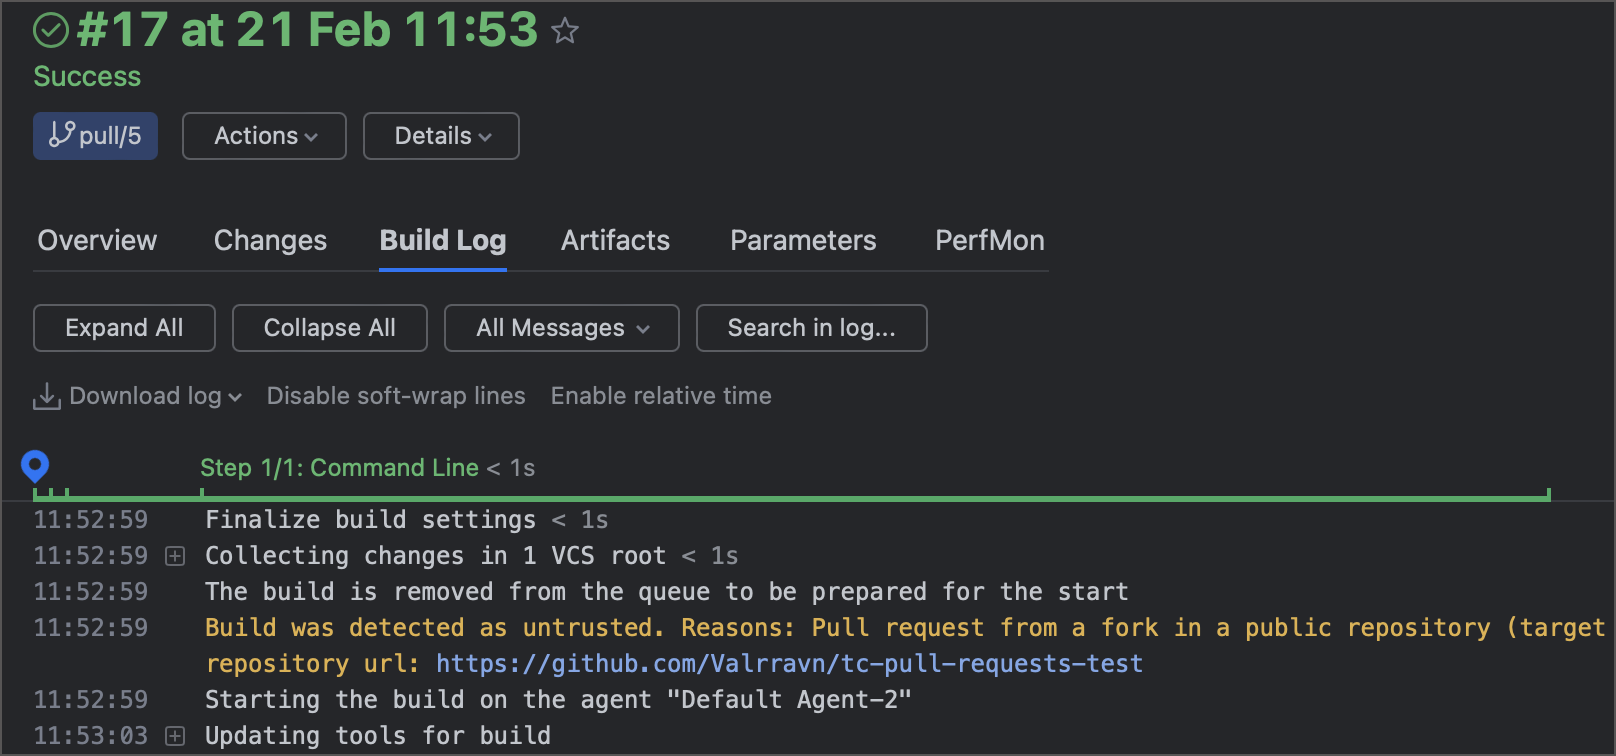 #17 at 21 Feb 11:53
Success
pull/5 Actions Details
Overview Changes Build Log Artifacts Parameters PerfMon
Expand All Collapse All All Messages Search in log...
Download log Disable soft-wrap lines Enable relative time
Step 1/1: Command Line < 1s
11:52:59 Finalize build settings < 1s
11:52:59 Collecting changes in 1 VCS root < 1s
11:52:59 The build is removed from the queue to be prepared for the start
11:52:59 Build was detected as untrusted. Reasons: Pull request from a fork in a public repository (target
repository url: https://github.com/Valrravn/tc-pull-requests-test
11:52:59 Starting the build on the agent "Default Agent-2"
11:53:03 Updating tools for build